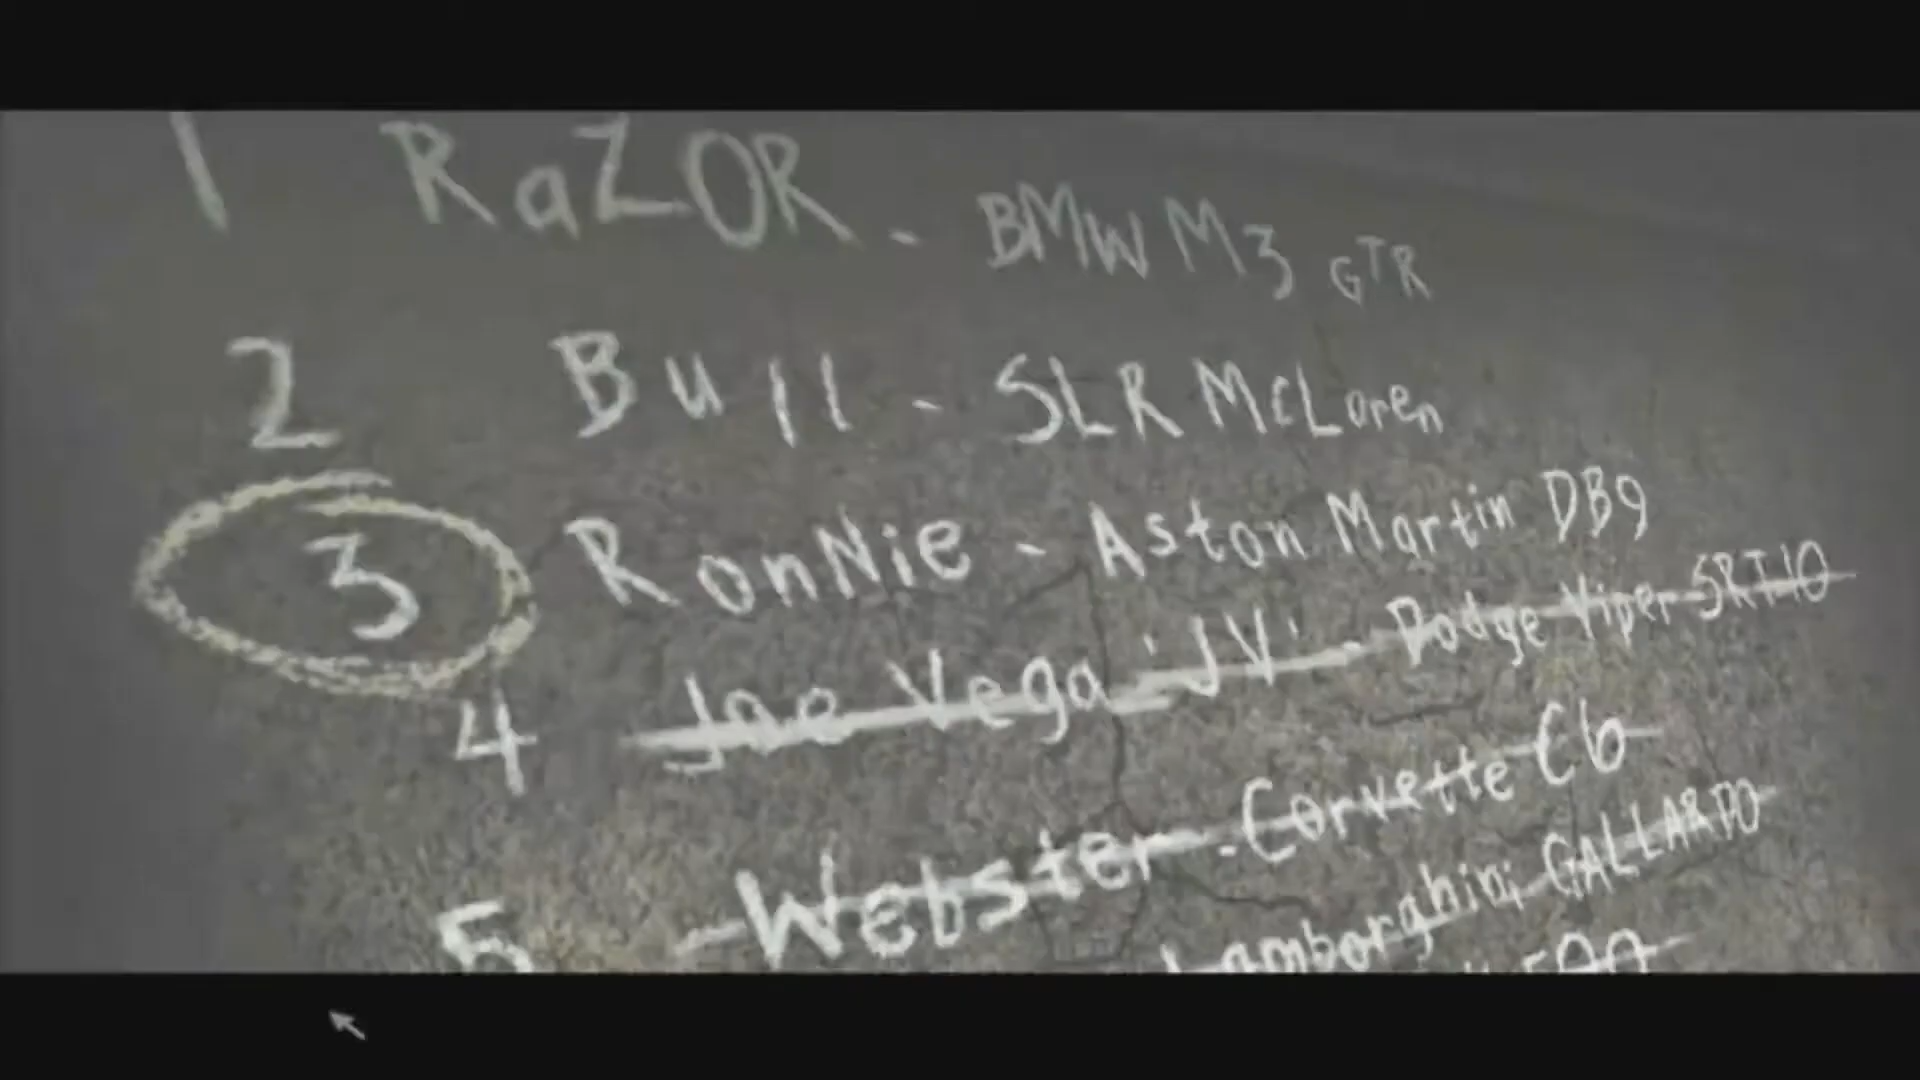 1 RaZOR - BMW M3 GTR
2 Bull - SLR McLaren
3 RonNie - Aston Martin DB9
4 Joe Vega 'JV' - Dodge Viper SRT10
5 Webster - Corvette C6
Lamborghini GALLARDO